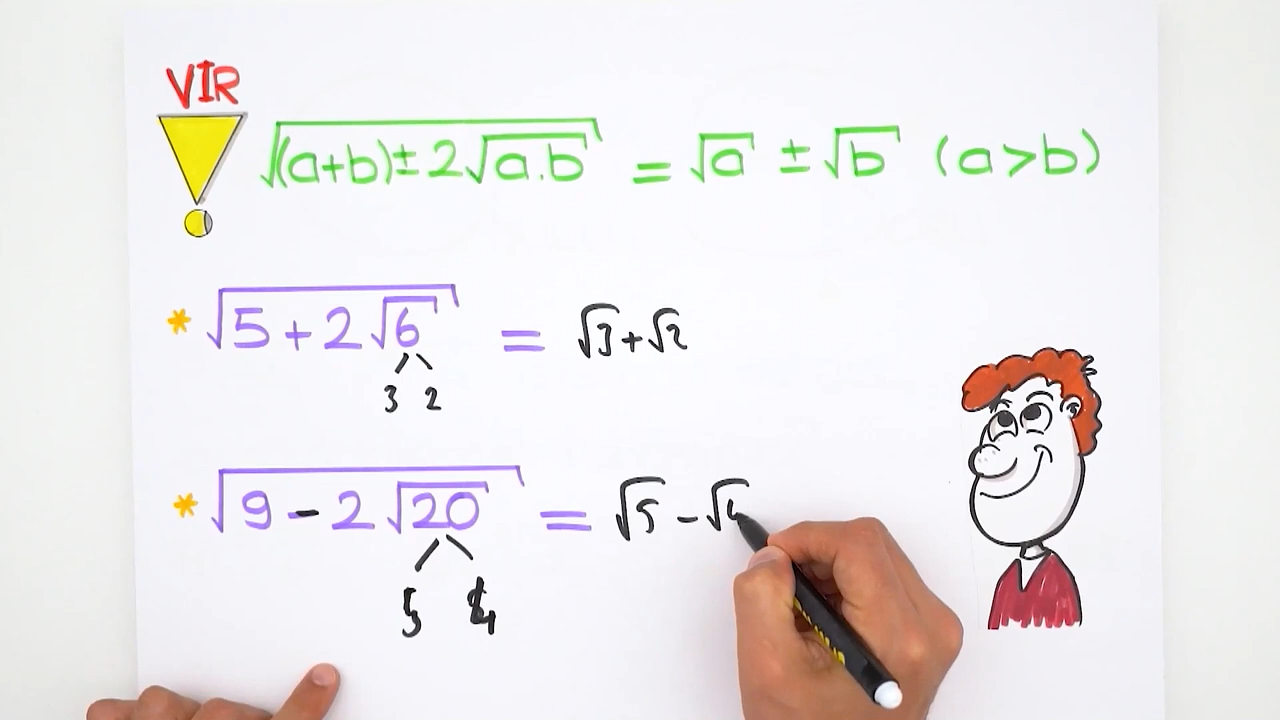 VIR
√((a+b)±2√(a.b)) = √a ± √b (a>b)
* √(5+2√6) = √3+√2
3 2
* √(9-2√20) = √5-√4
5 4